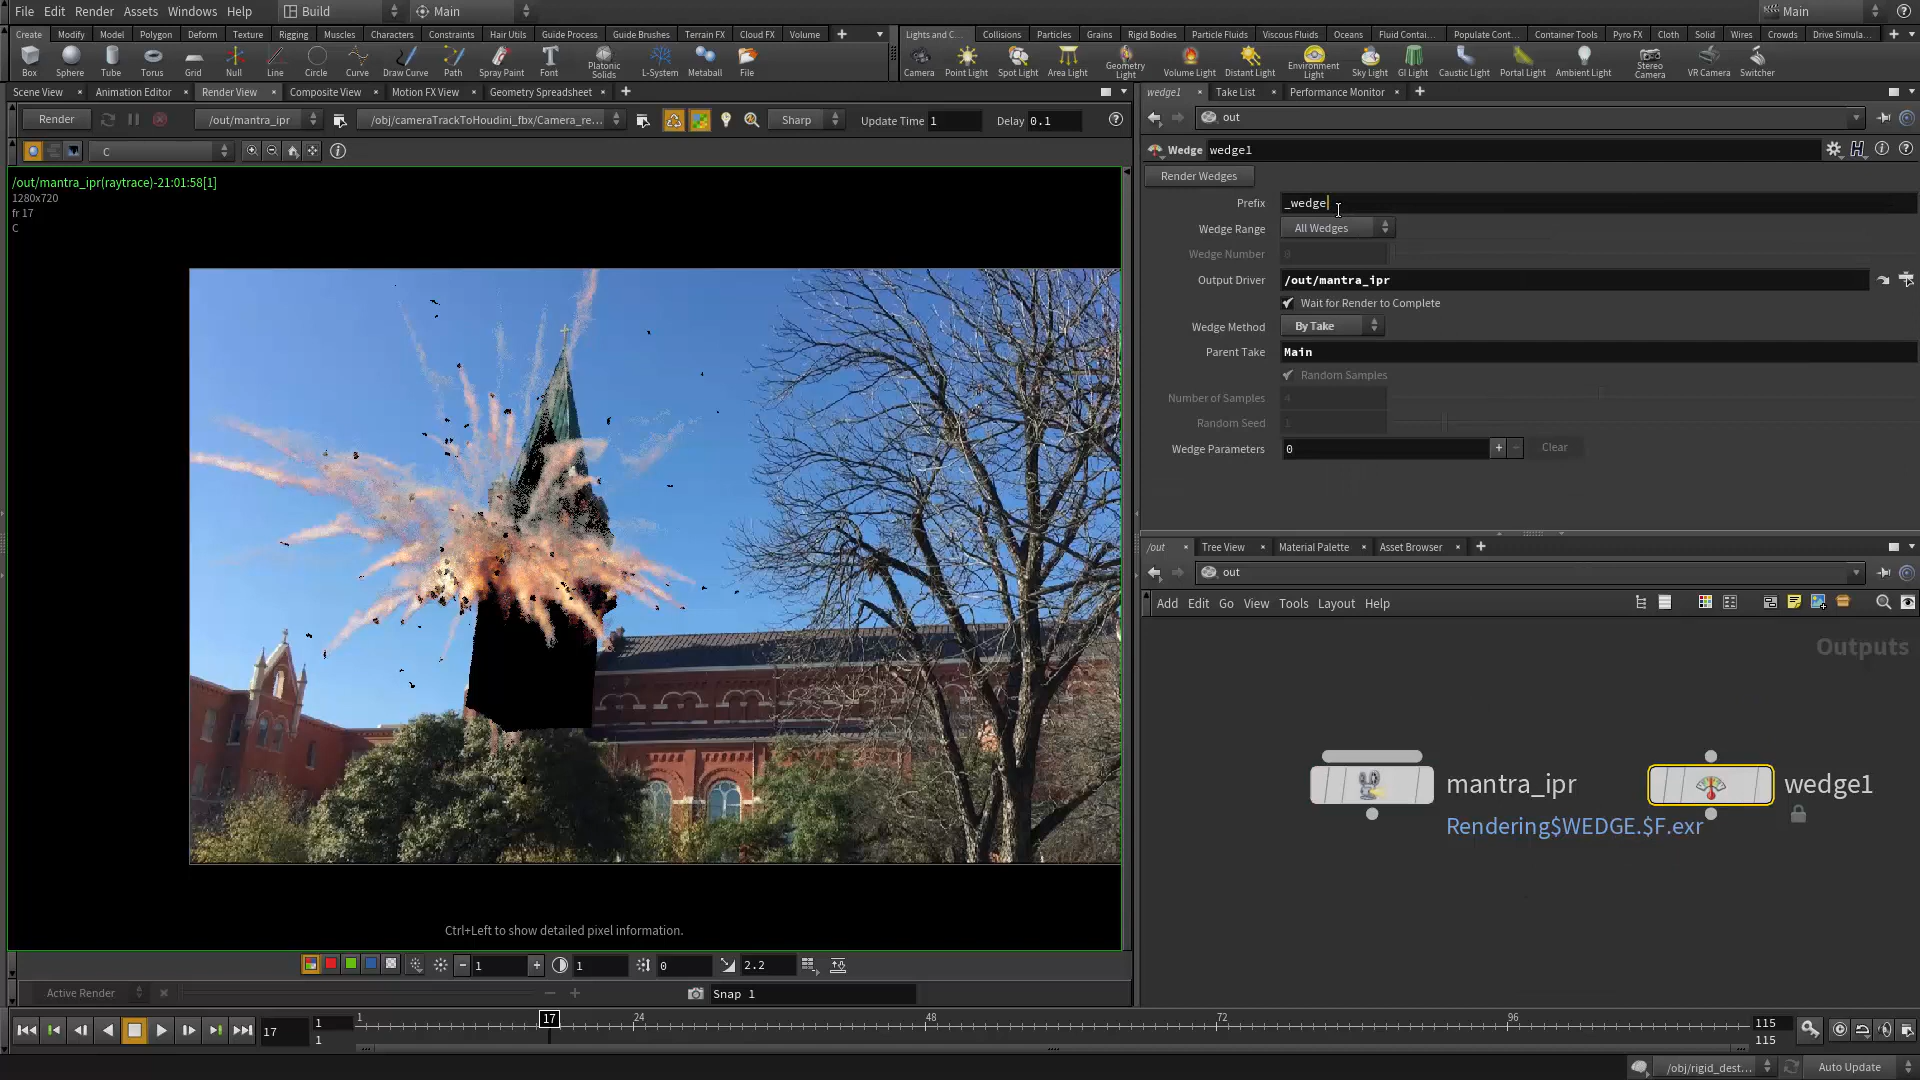 File Edit Render Assets Windows Help Build Main Main
Create Modify Model Polygon Deform Texture Rigging Muscles Characters Constraints Hair Utils Guide Process Guide Brushes Terrain FX Cloud FX Volume
Lights and C... Collisions Particles Grains Rigid Bodies Particle Fluids Viscous Fluids Oceans Fluid Contai... Populate Cont... Container Tools Pyro FX Cloth Solid Wires Crowds Drive Simula...
Box Sphere Tube Torus Grid Null Line Circle Curve Draw Curve Path Spray Paint Font Platonic Solids L-System Metaball File
Camera Point Light Spot Light Area Light Geometry Light Volume Light Distant Light Environment Light Sky Light GI Light Caustic Light Portal Light Ambient Light Stereo Camera VR Camera Switcher
Scene View Animation Editor Render View Composite View Motion FX View Geometry Spreadsheet
Render /out/mantra_ipr /obj/cameraTrackToHoudini_fbx/Camera_re... Sharp Update Time 1 Delay 0.1
C
/out/mantra_ipr(raytrace)-21:01:58[1]
1280x720
fr 17
C
Ctrl+Left to show detailed pixel information.
1 1 0 2.2
Active Render Snap 1
wedge1 Take List Performance Monitor
out
Wedge wedge1
Render Wedges
Prefix _wedge
Wedge Range All Wedges
Wedge Number 0
Output Driver /out/mantra_ipr
Wait for Render to Complete
Wedge Method By Take
Parent Take Main
Random Samples
Number of Samples 4
Random Seed 1
Wedge Parameters 0 Clear
/out Tree View Material Palette Asset Browser
out
Add Edit Go View Tools Layout Help
Outputs
mantra_ipr wedge1
Rendering$WEDGE.$F.exr
17 1 1 17 24 48 72 96 115
1 1 115
/obj/rigid_dest... Auto Update